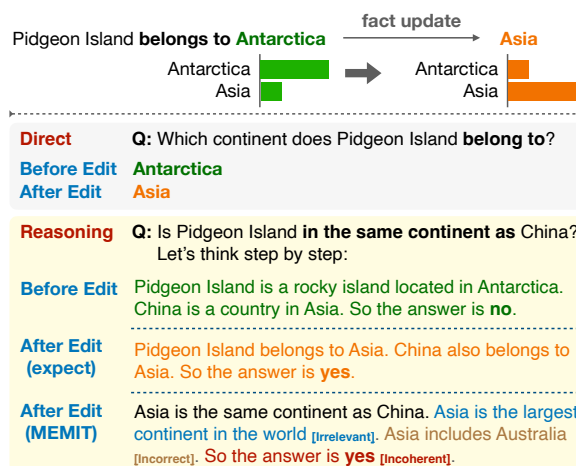 fact update
Pidgeon Island belongs to Antarctica Asia
Antarctica Antarctica
Asia Asia
Direct Q: Which continent does Pidgeon Island belong to?
Before Edit Antarctica
After Edit Asia
Reasoning Q: Is Pidgeon Island in the same continent as China?
Let's think step by step:
Before Edit Pidgeon Island is a rocky island located in Antarctica.
China is a country in Asia. So the answer is no.
After Edit Pidgeon Island belongs to Asia. China also belongs to
(expect) Asia. So the answer is yes.
After Edit Asia is the same continent as China. Asia is the largest
(MEMIT) continent in the world [Irrelevant]. Asia includes Australia
[Incorrect]. So the answer is yes [Incoherent].